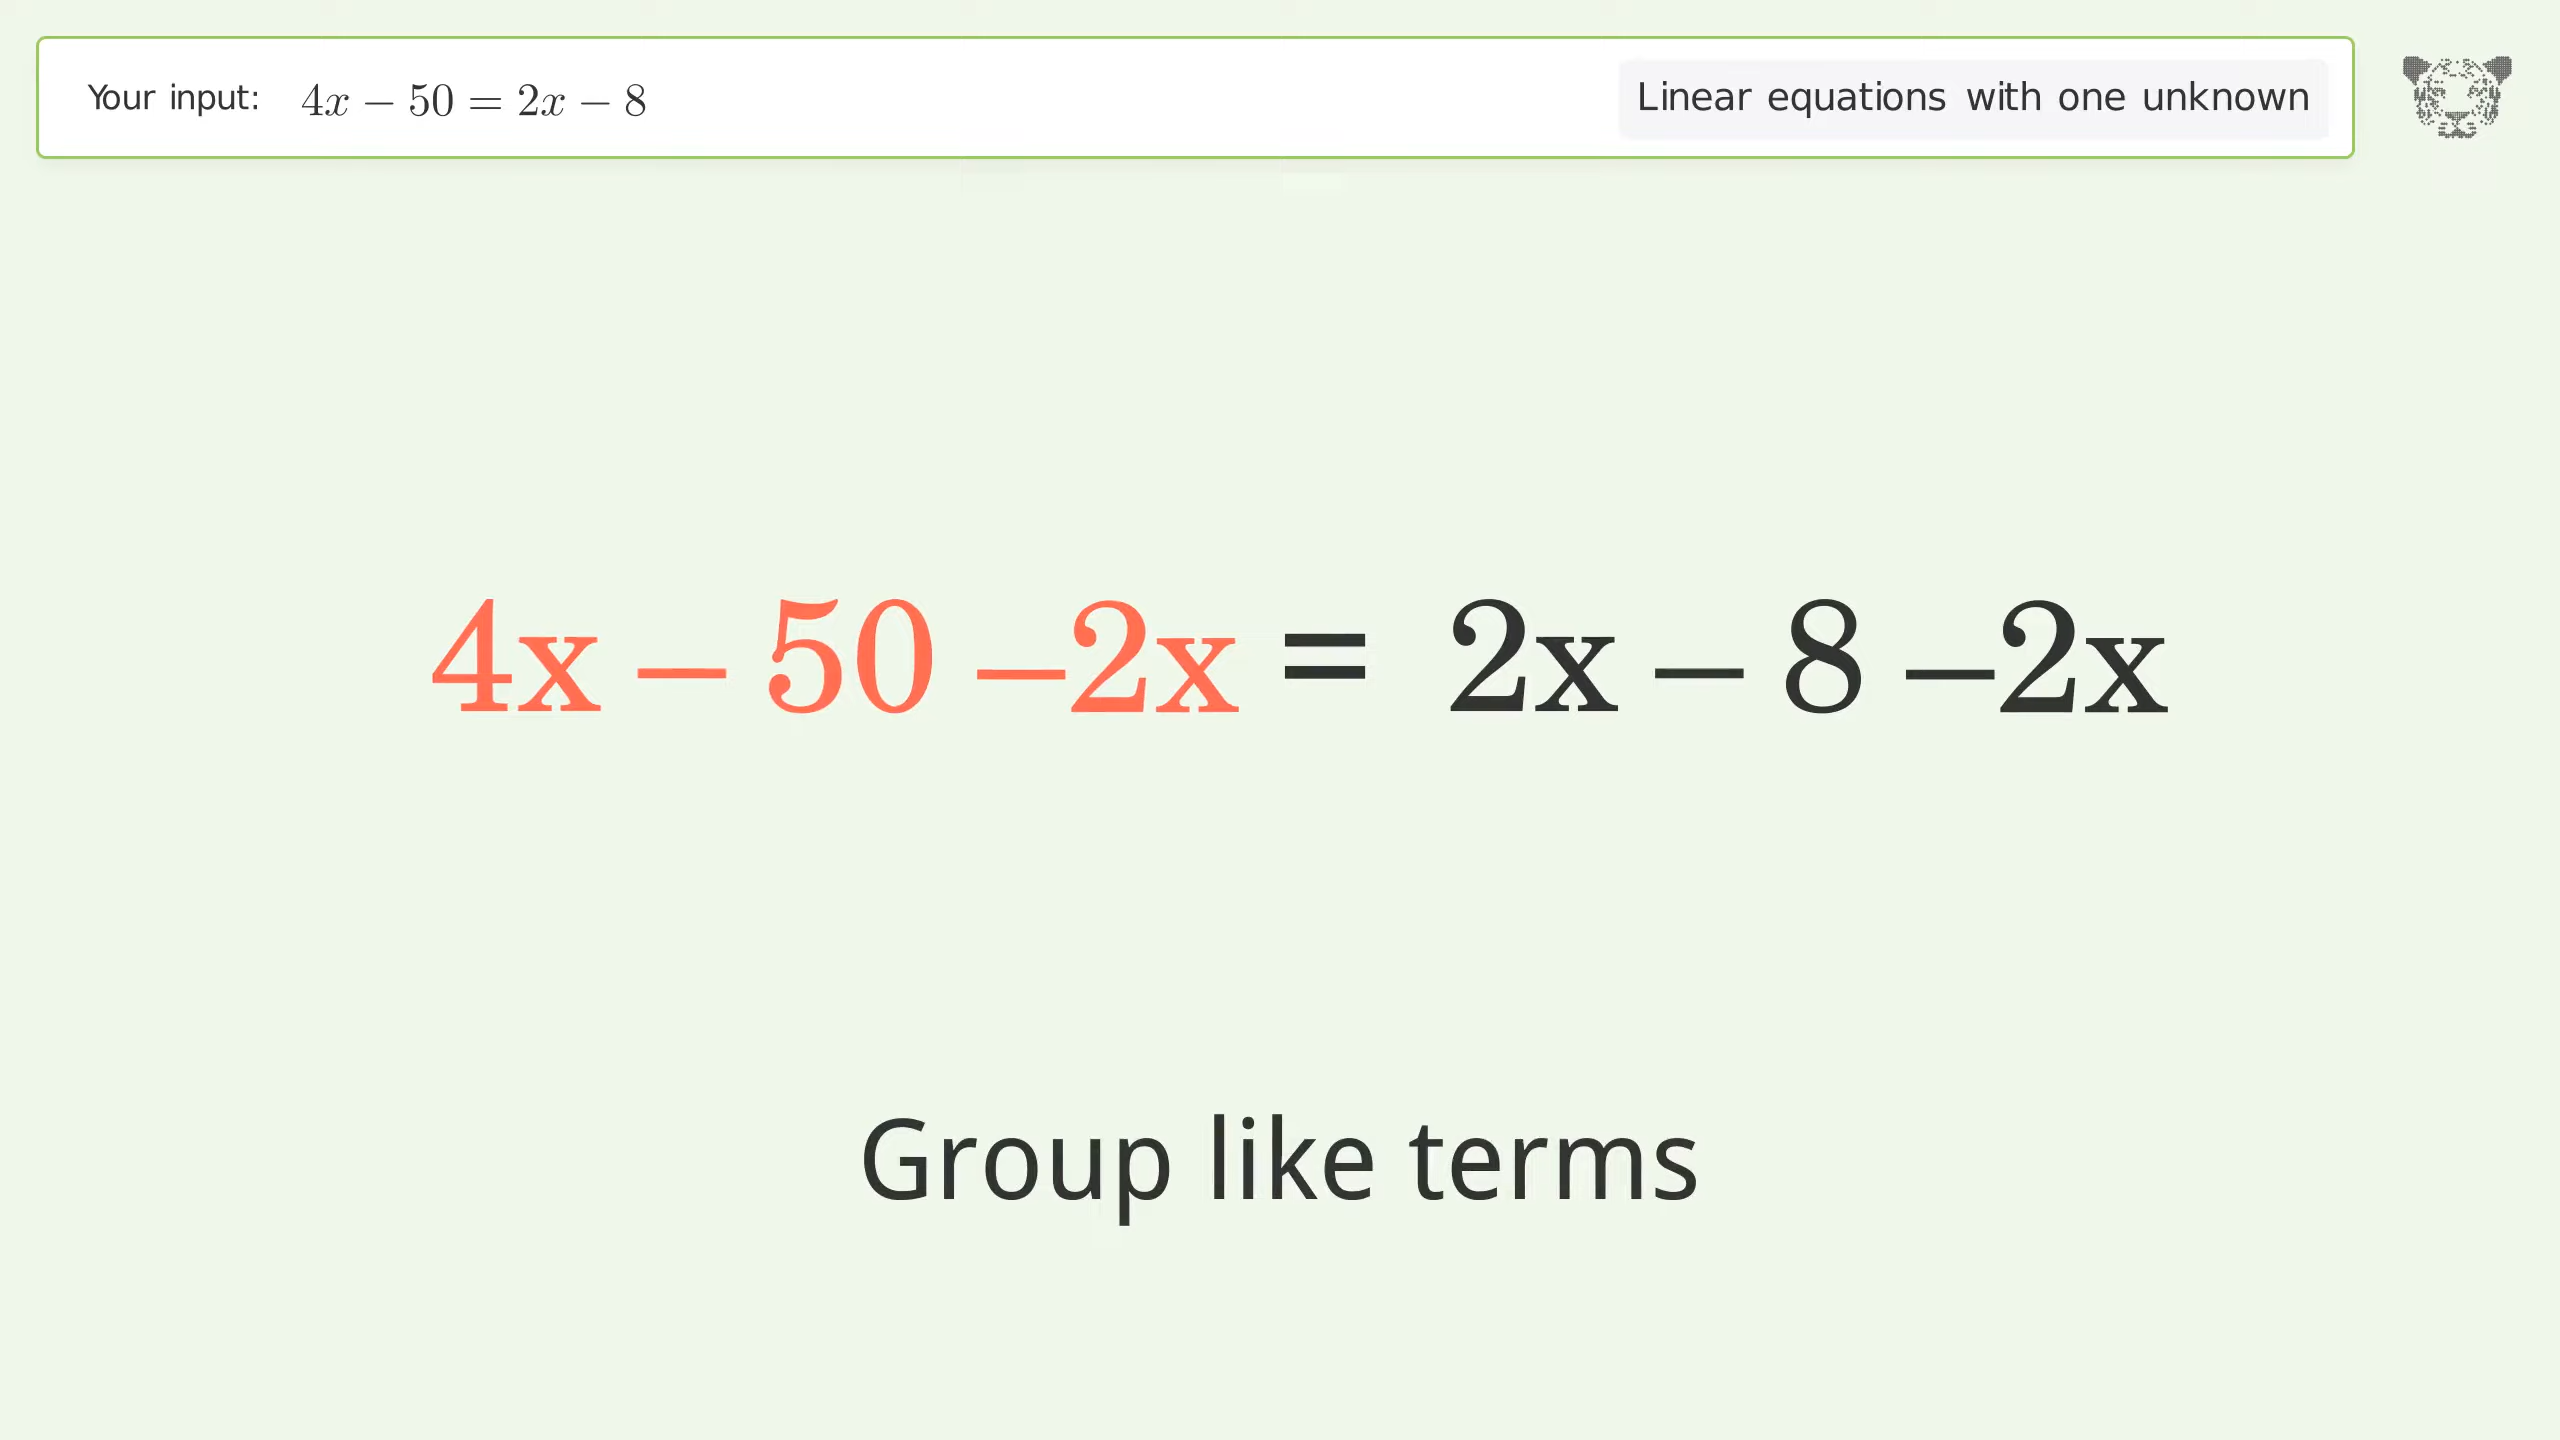 Your input: 4x − 50 = 2x − 8
Linear equations with one unknown
4x − 50 −2x = 2x − 8 −2x
Group like terms